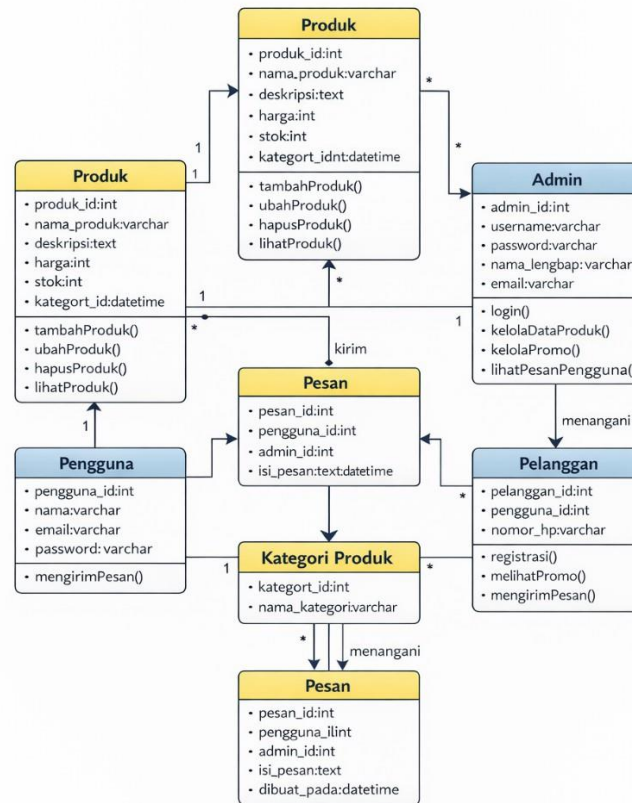 Produk
• produk_id:int
• nama_produk:varchar
• deskripsi:text
• harga:int
• stok:int
• kategort_idnt:datetime
• tambahProduk()
• ubahProduk()
• hapusProduk()
• lihatProduk()
*
*
1
1
Produk
• produk_id:int
• nama_produk:varchar
• deskripsi:text
• harga:int
• stok:int
• kategort_id:datetime
• tambahProduk()
• ubahProduk()
• hapusProduk()
• lihatProduk()
Admin
• admin_id:int
• username:varchar
• password:varchar
• nama_lengbap: varchar
• email:varchar
• login()
• kelolaDataProduk()
• kelolaPromo()
• lihatPesanPengguna()
*
1
1
*
kirim
Pesan
• pesan_id:int
• pengguna_id:int
• admin_id:int
• isi_pesan:text:datetime
menangani
1
Pengguna
• pengguna_id:int
• nama:varchar
• email:varchar
• password: varchar
• mengirimPesan()
Pelanggan
• pelanggan_id:int
• pengguna_id:int
• nomor_hp:varchar
• registrasi()
• melihatPromo()
• mengirimPesan()
*
1
*
Kategori Produk
• kategort_id:int
• nama_kategori:varchar
*
menangani
Pesan
• pesan_id:int
• pengguna_ilint
• admin_id:int
• isi_pesan:text
• dibuat_pada:datetime